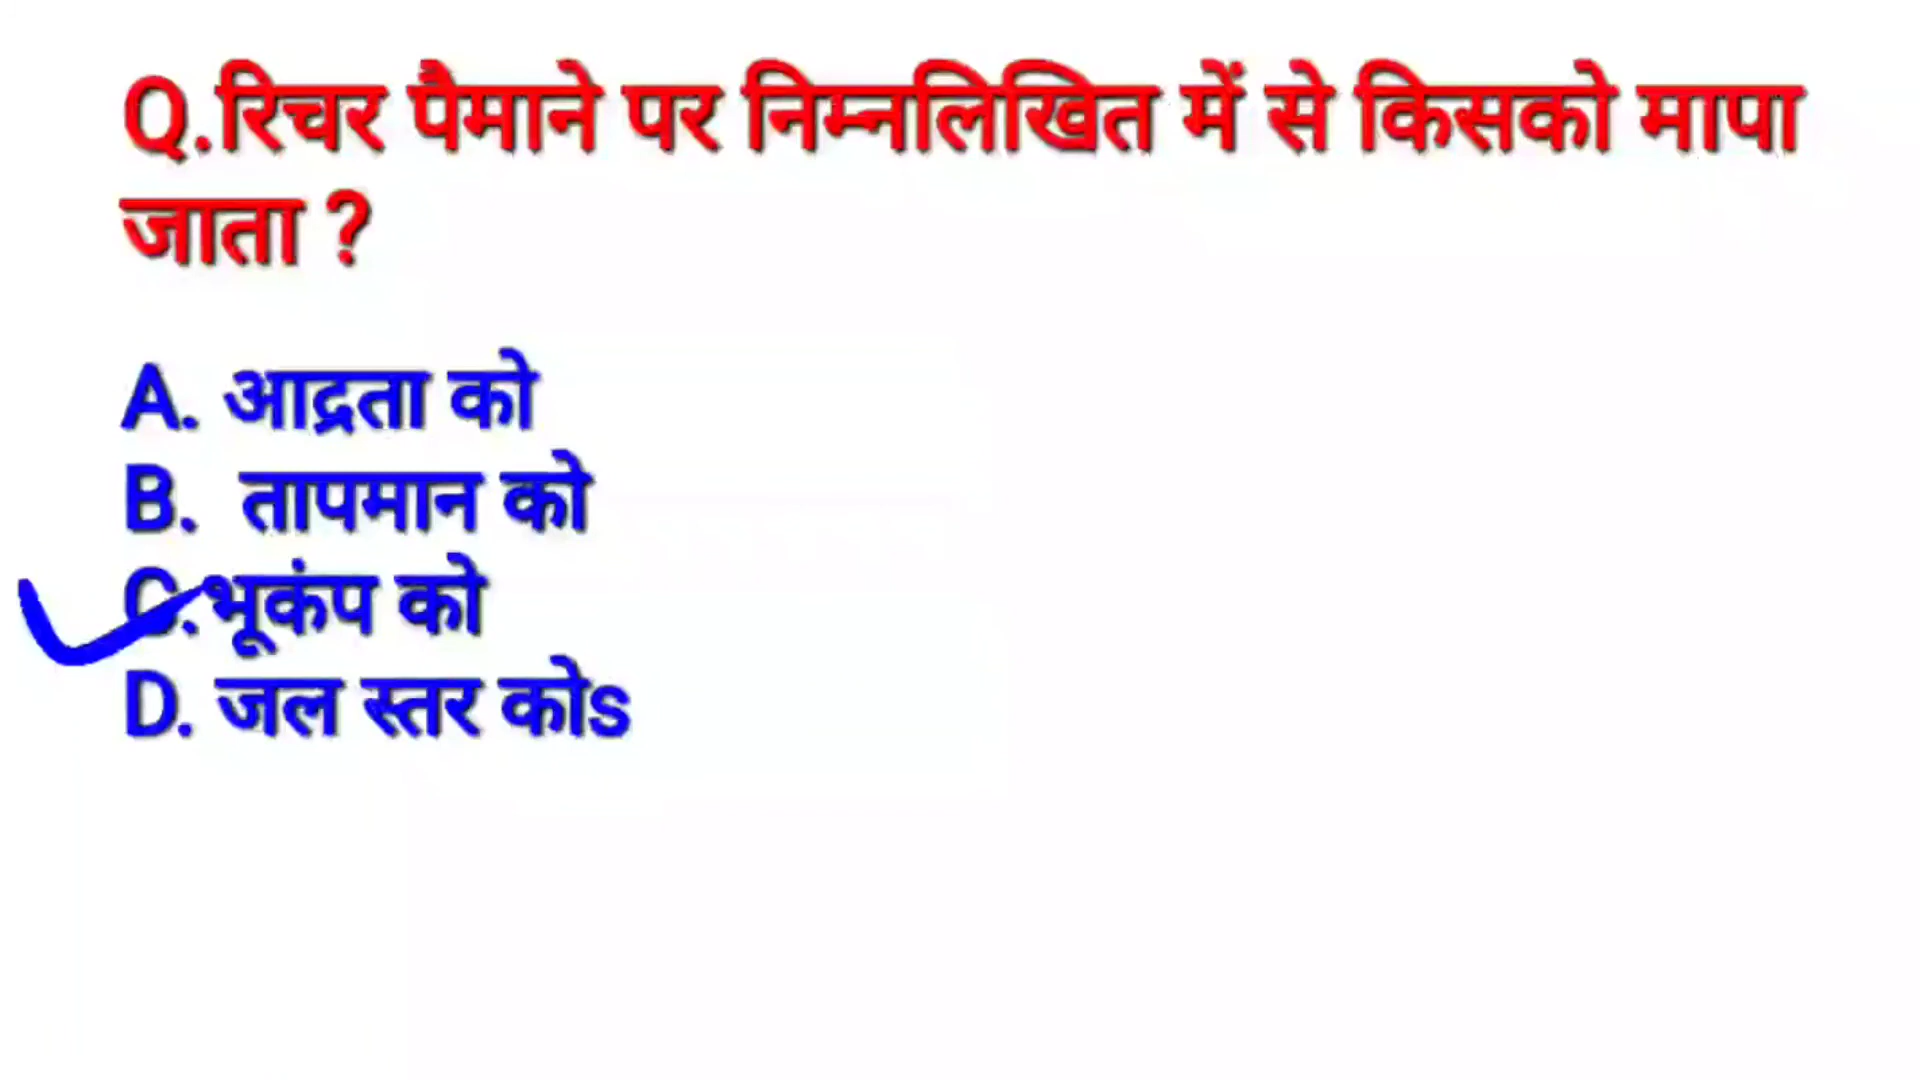 Q.रिचर पैमाने पर निम्नलिखित में से किसको मापा
जाता ?
A. आद्रता को
B. तापमान को
C.भूकंप को
D. जल स्तर कोs